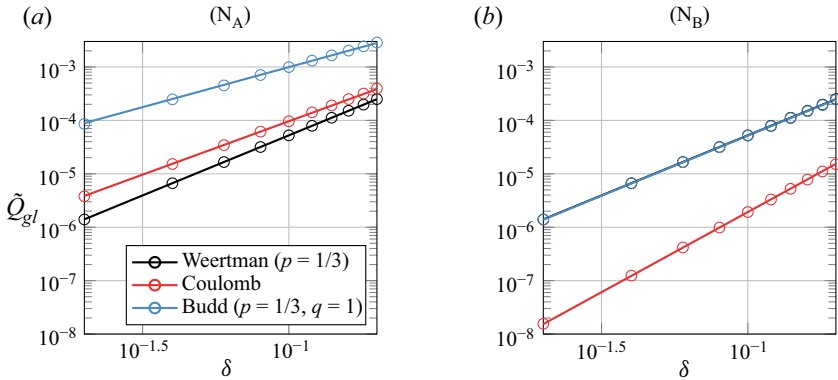 (a)
(N_A)
10^−3
10^−4
10^−5
Q̃_gl
10^−6
10^−7
10^−8
Weertman (p = 1/3)
Coulomb
Budd (p = 1/3, q = 1)
10^−1.5
10^−1
δ
(b)
(N_B)
10^−3
10^−4
10^−5
10^−6
10^−7
10^−8
10^−1.5
10^−1
δ